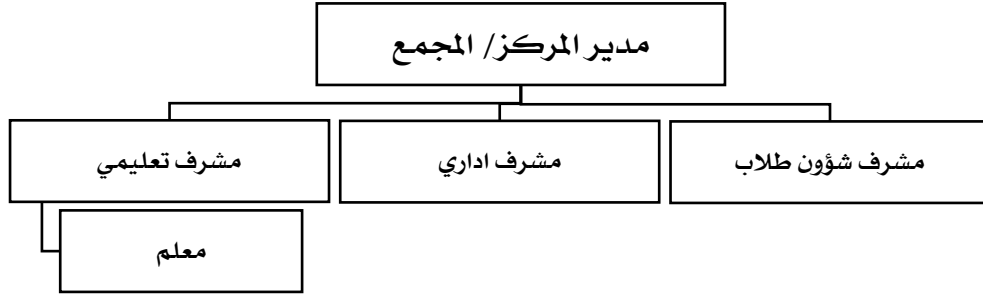 مدير المركز/ المجمع
مشرف شؤون طلاب
مشرف اداري
مشرف تعليمي
معلم